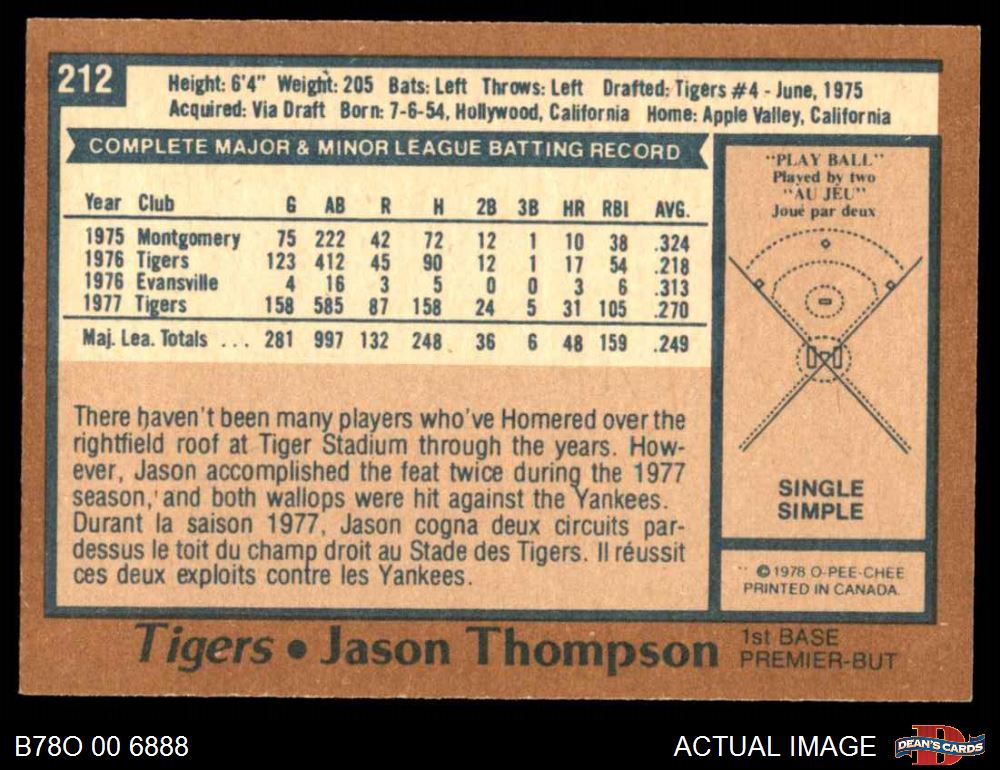 212
Height: 6'4" Weight: 205 Bats: Left Throws: Left Drafted: Tigers #4 - June, 1975
Acquired: Via Draft Born: 7-6-54, Hollywood, California Home: Apple Valley, California
COMPLETE MAJOR & MINOR LEAGUE BATTING RECORD
Year Club G AB R H 2B 3B HR RBI AVG.
1975 Montgomery 75 222 42 72 12 1 10 38 .324
1976 Tigers 123 412 45 90 12 1 17 54 .218
1976 Evansville 4 16 3 5 0 0 3 6 .313
1977 Tigers 158 585 87 158 24 5 31 105 .270
Maj. Lea. Totals ... 281 997 132 248 36 6 48 159 .249
There haven't been many players who've Homered over the
rightfield roof at Tiger Stadium through the years. How-
ever, Jason accomplished the feat twice during the 1977
season, and both wallops were hit against the Yankees.
Durant la saison 1977, Jason cogna deux circuits par-
dessus le toit du champ droit au Stade des Tigers. Il réussit
ces deux exploits contre les Yankees.
"PLAY BALL"
Played by two
"AU JEU"
Joué par deux
SINGLE
SIMPLE
©1978 O-PEE-CHEE
PRINTED IN CANADA.
Tigers • Jason Thompson
1st BASE
PREMIER-BUT
B78O 00 6888
ACTUAL IMAGE
DEAN'S CARDS